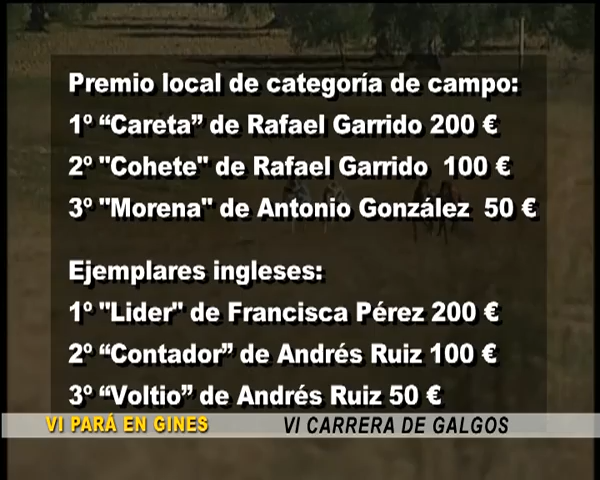 Premio local de categoría de campo:
1º “Careta” de Rafael Garrido 200 €
2º "Cohete" de Rafael Garrido 100 €
3º "Morena" de Antonio González 50 €
Ejemplares ingleses:
1º "Lider" de Francisca Pérez 200 €
2º “Contador” de Andrés Ruiz 100 €
3º “Voltio” de Andrés Ruiz 50 €
VI PARÁ EN GINES VI CARRERA DE GALGOS